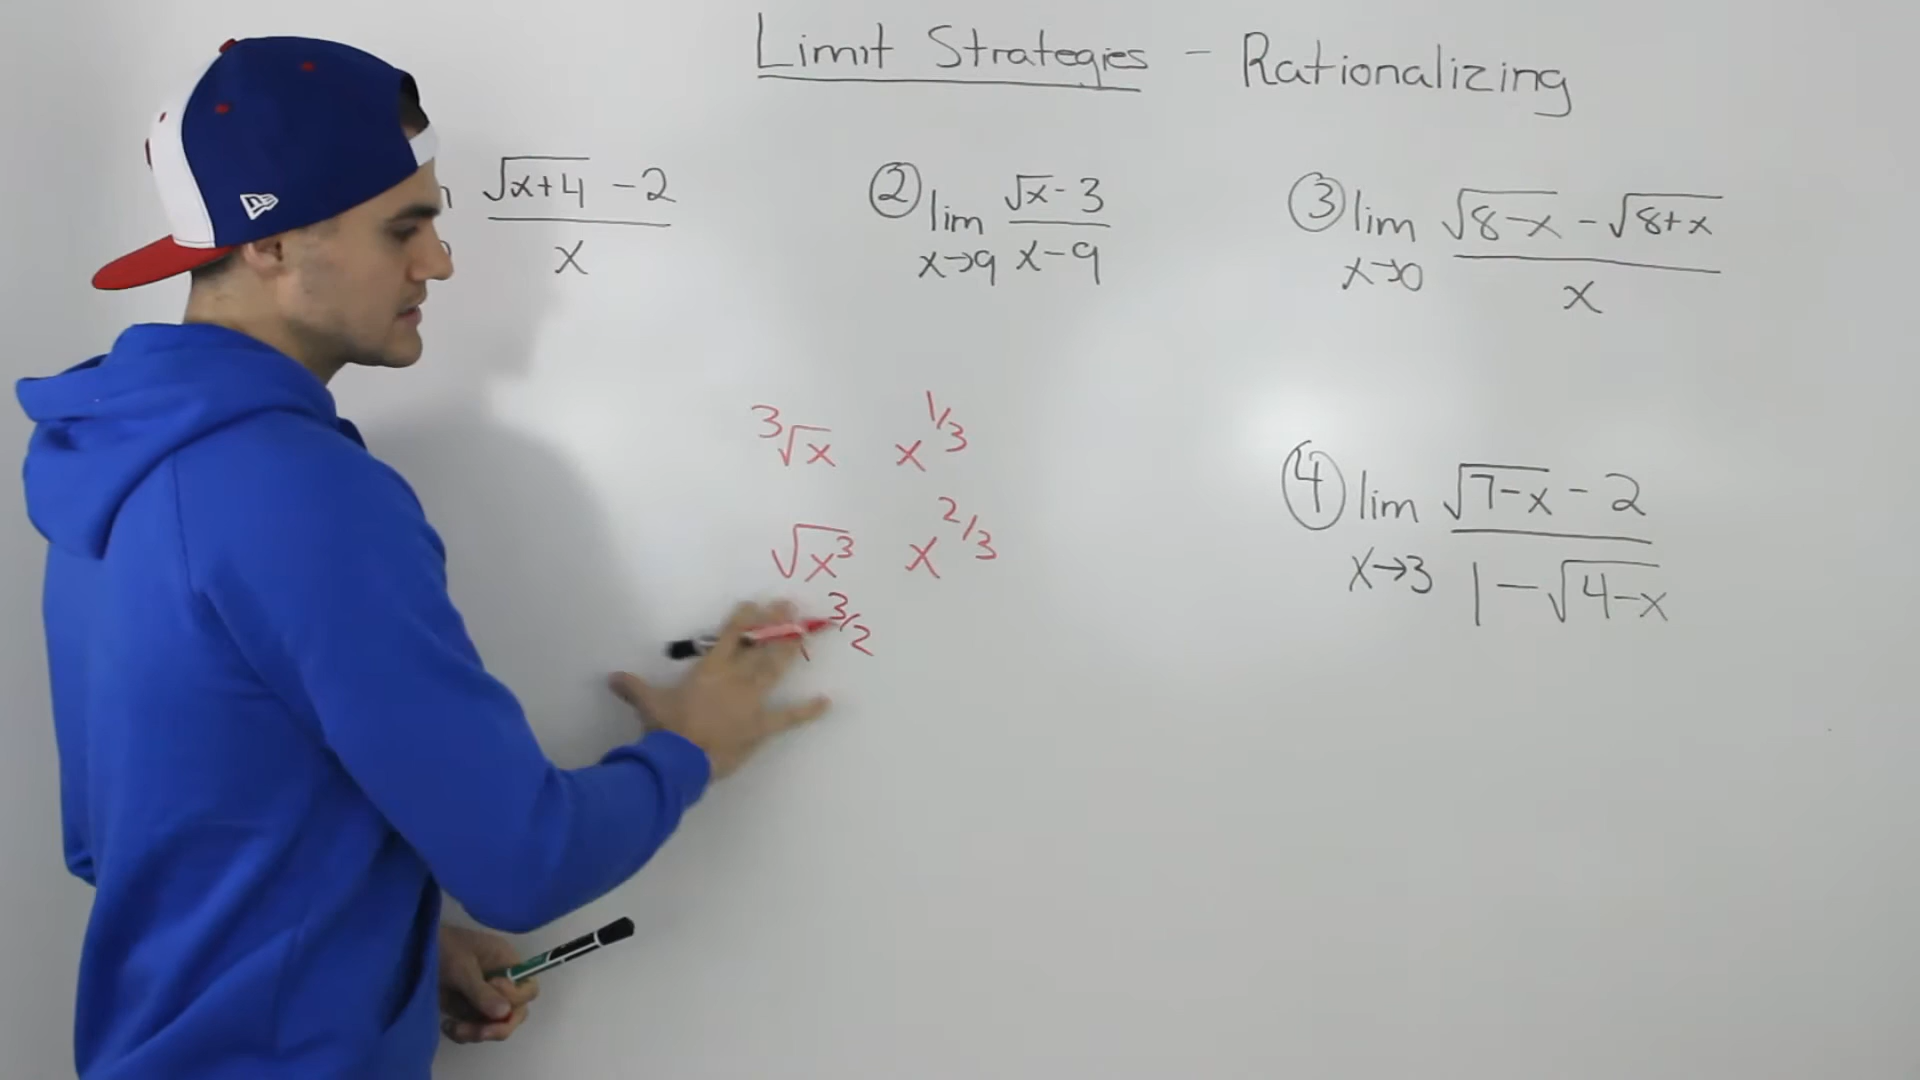 Limit Strategies - Rationalizing
√x+4 - 2
x
② lim √x - 3
x→9 x-9
③ lim √8-x - √8+x
x→0 x
³√x x^1/3
√x³ x^2/3
3/2
④ lim √7-x - 2
x→3 1-√4-x